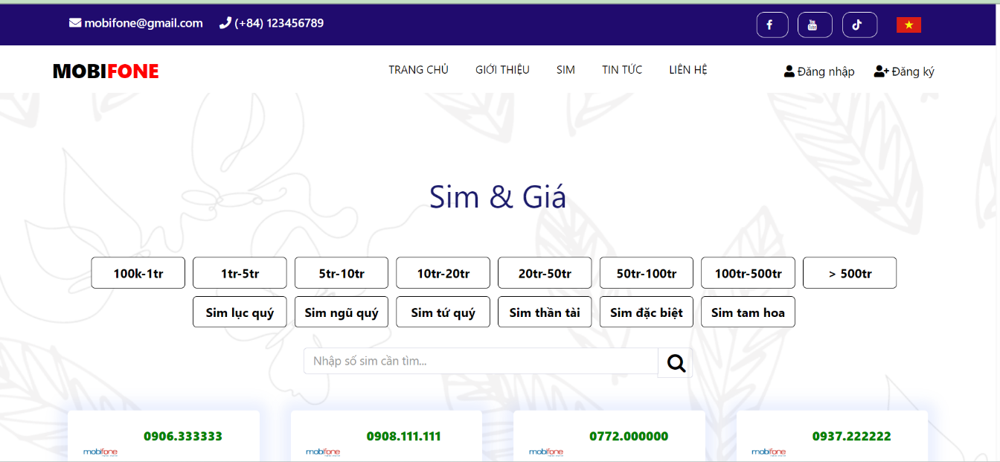 mobifone@gmail.com (+84) 123456789
MOBIFONE TRANG CHỦ GIỚI THIỆU SIM TIN TỨC LIÊN HỆ Đăng nhập Đăng ký
Sim & Giá
100k-1tr 1tr-5tr 5tr-10tr 10tr-20tr 20tr-50tr 50tr-100tr 100tr-500tr > 500tr
Sim lục quý Sim ngũ quý Sim tứ quý Sim thần tài Sim đặc biệt Sim tam hoa
Nhập số sim cần tìm...
0906.333333 0908.111.111 0772.000000 0937.222222
mobifone mobifone mobifone mobifone